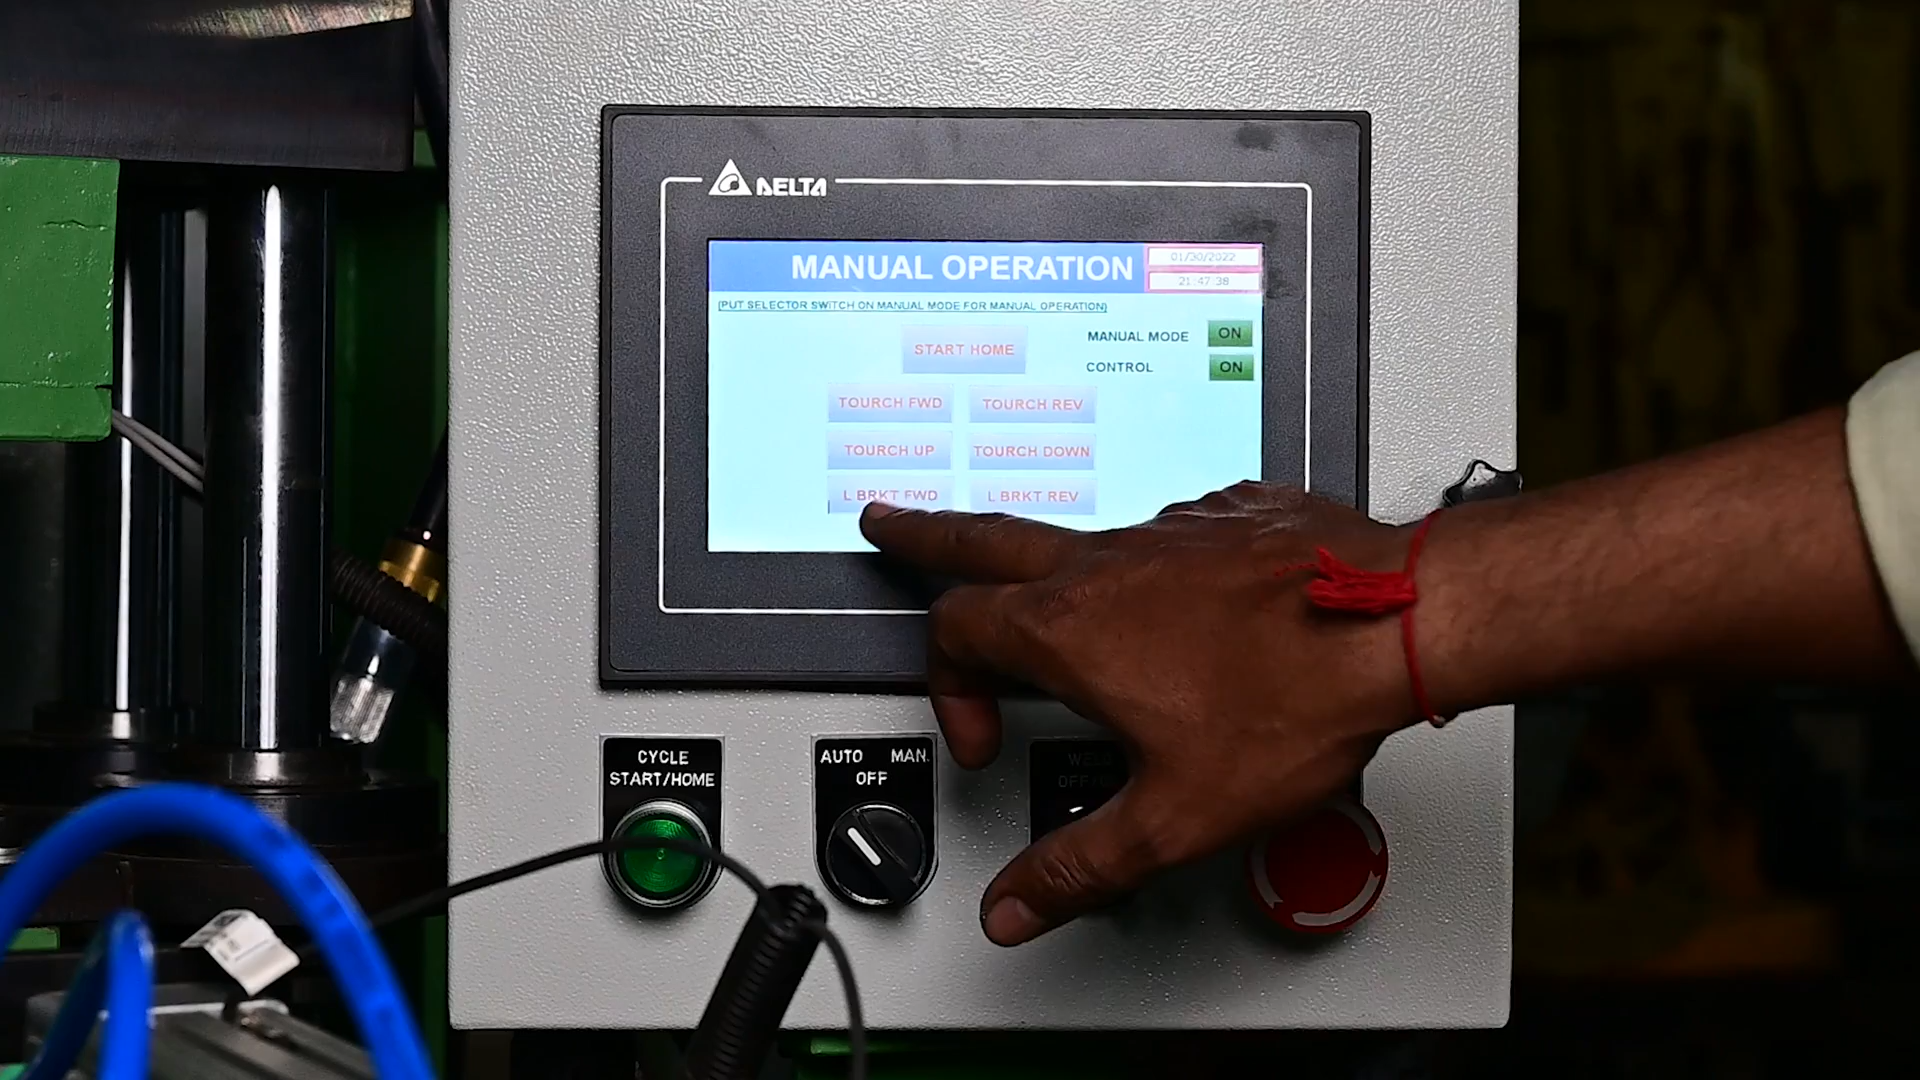 DELTA
MANUAL OPERATION
01/30/2022
21:47:38
(PUT SELECTOR SWITCH ON MANUAL MODE FOR MANUAL OPERATION)
START HOME
MANUAL MODE ON
CONTROL ON
TOURCH FWD TOURCH REV
TOURCH UP TOURCH DOWN
L BRKT FWD L BRKT REV
CYCLE
START/HOME
AUTO MAN.
OFF